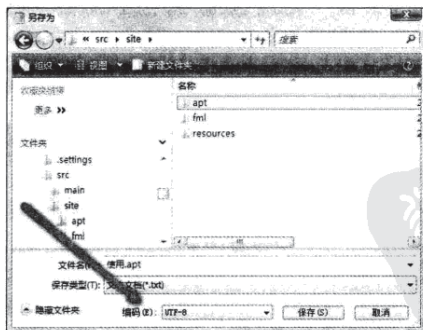 另存为
« src › site ›
搜索
组织 视图 新建文件夹
收藏夹链接
更多 »
文件夹
.settings
src
main
site
apt
fml
名称
apt
fml
resources
文件名(N): 使用.apt
保存类型(T): 文本文档(*.txt)
隐藏文件夹
编码(E): UTF-8
保存(S)
取消